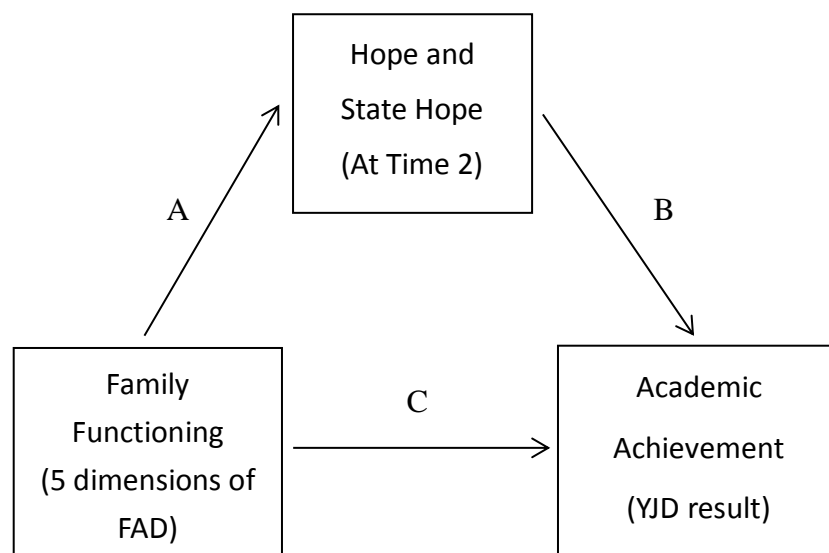 Hope and
State Hope
(At Time 2)
A
B
Family
Functioning
(5 dimensions of
FAD)
C
Academic
Achievement
(YJD result)